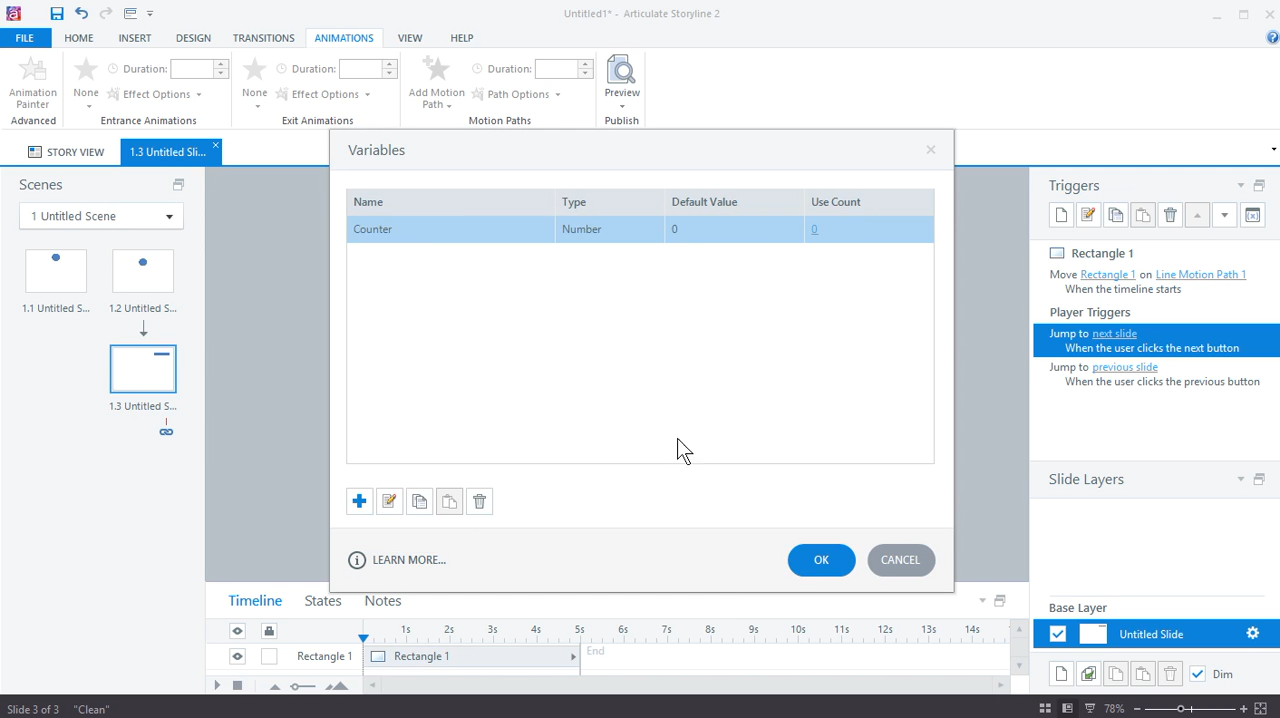 Untitled1* - Articulate Storyline 2
FILE HOME INSERT DESIGN TRANSITIONS ANIMATIONS VIEW HELP
Animation Painter
Advanced
None
Duration:
Effect Options
Entrance Animations
None
Duration:
Effect Options
Exit Animations
Add Motion Path
Duration:
Path Options
Motion Paths
Preview
Publish
STORY VIEW
1.3 Untitled Sli...
Scenes
1 Untitled Scene
1.1 Untitled S...
1.2 Untitled S...
1.3 Untitled S...
Variables
Name Type Default Value Use Count
Counter Number 0 0
LEARN MORE...
OK
CANCEL
Triggers
Rectangle 1
Move Rectangle 1 on Line Motion Path 1
When the timeline starts
Player Triggers
Jump to next slide
When the user clicks the next button
Jump to previous slide
When the user clicks the previous button
Slide Layers
Base Layer
Untitled Slide
Dim
Timeline States Notes
1s 2s 3s 4s 5s 6s 7s 8s 9s 10s 11s 12s 13s 14s
Rectangle 1
Rectangle 1
End
Slide 3 of 3
"Clean"
78%